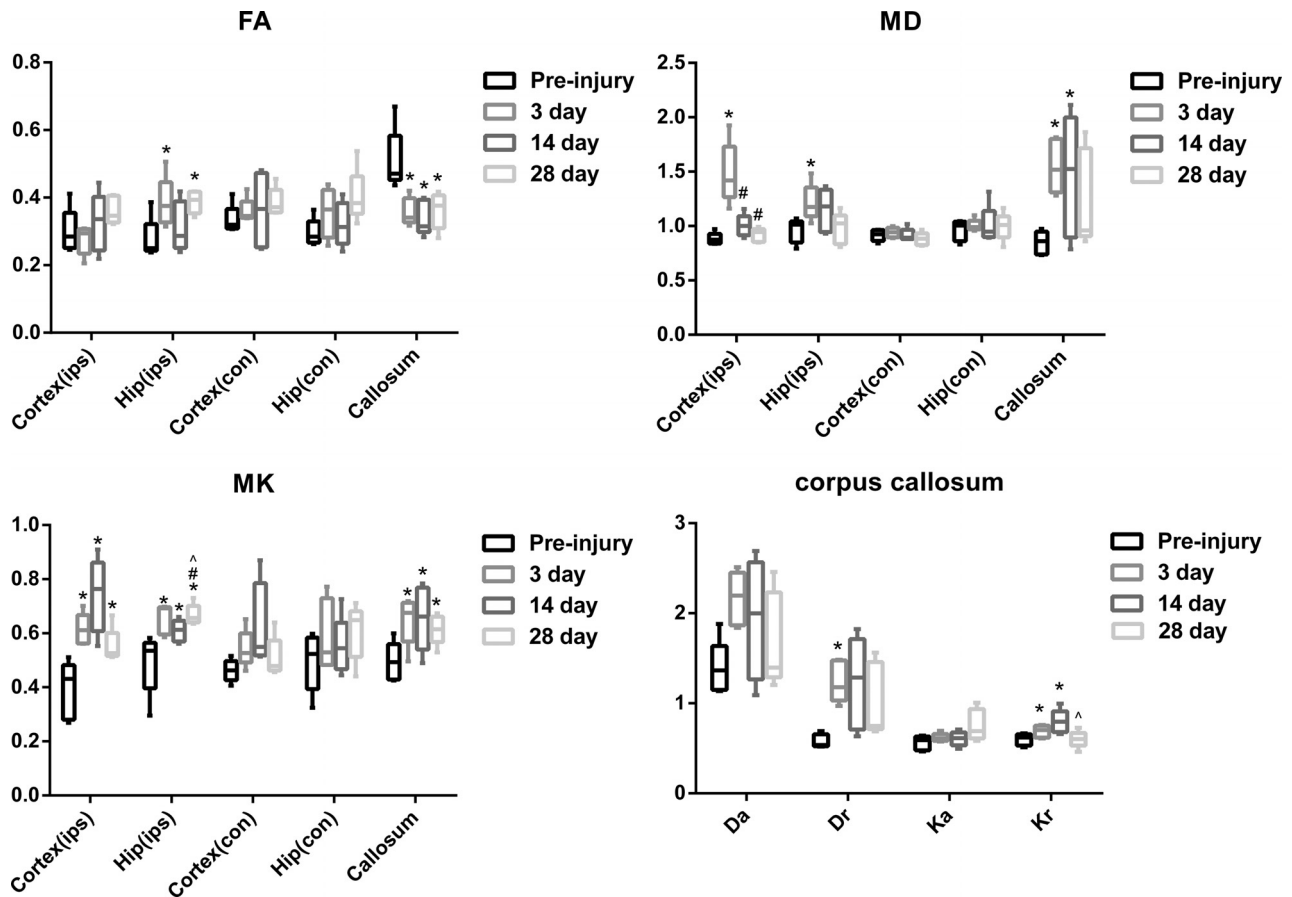 FA
0.8
0.6
0.4
0.2
0.0
* * * * *
Cortex(ips)
Hip(ips)
Cortex(con)
Hip(con)
Callosum
Pre-injury
3 day
14 day
28 day
MD
2.5
2.0
1.5
1.0
0.5
0.0
* # # * * *
Cortex(ips)
Hip(ips)
Cortex(con)
Hip(con)
Callosum
Pre-injury
3 day
14 day
28 day
MK
1.0
0.8
0.6
0.4
0.2
0.0
* * * * * ^ # * * * *
Cortex(ips)
Hip(ips)
Cortex(con)
Hip(con)
Callosum
Pre-injury
3 day
14 day
28 day
corpus callosum
3
2
1
0
* * * ^
Da
Dr
Ka
Kr
Pre-injury
3 day
14 day
28 day